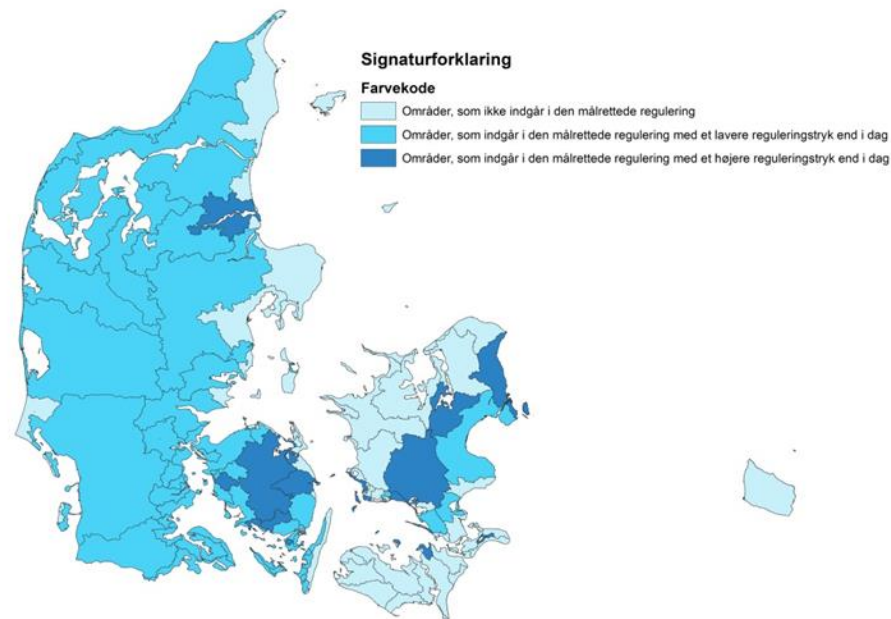 Signaturforklaring
Farvekode
Områder, som ikke indgår i den målrettede regulering
Områder, som indgår i den målrettede regulering med et lavere reguleringstryk end i dag
Områder, som indgår i den målrettede regulering med et højere reguleringstryk end i dag